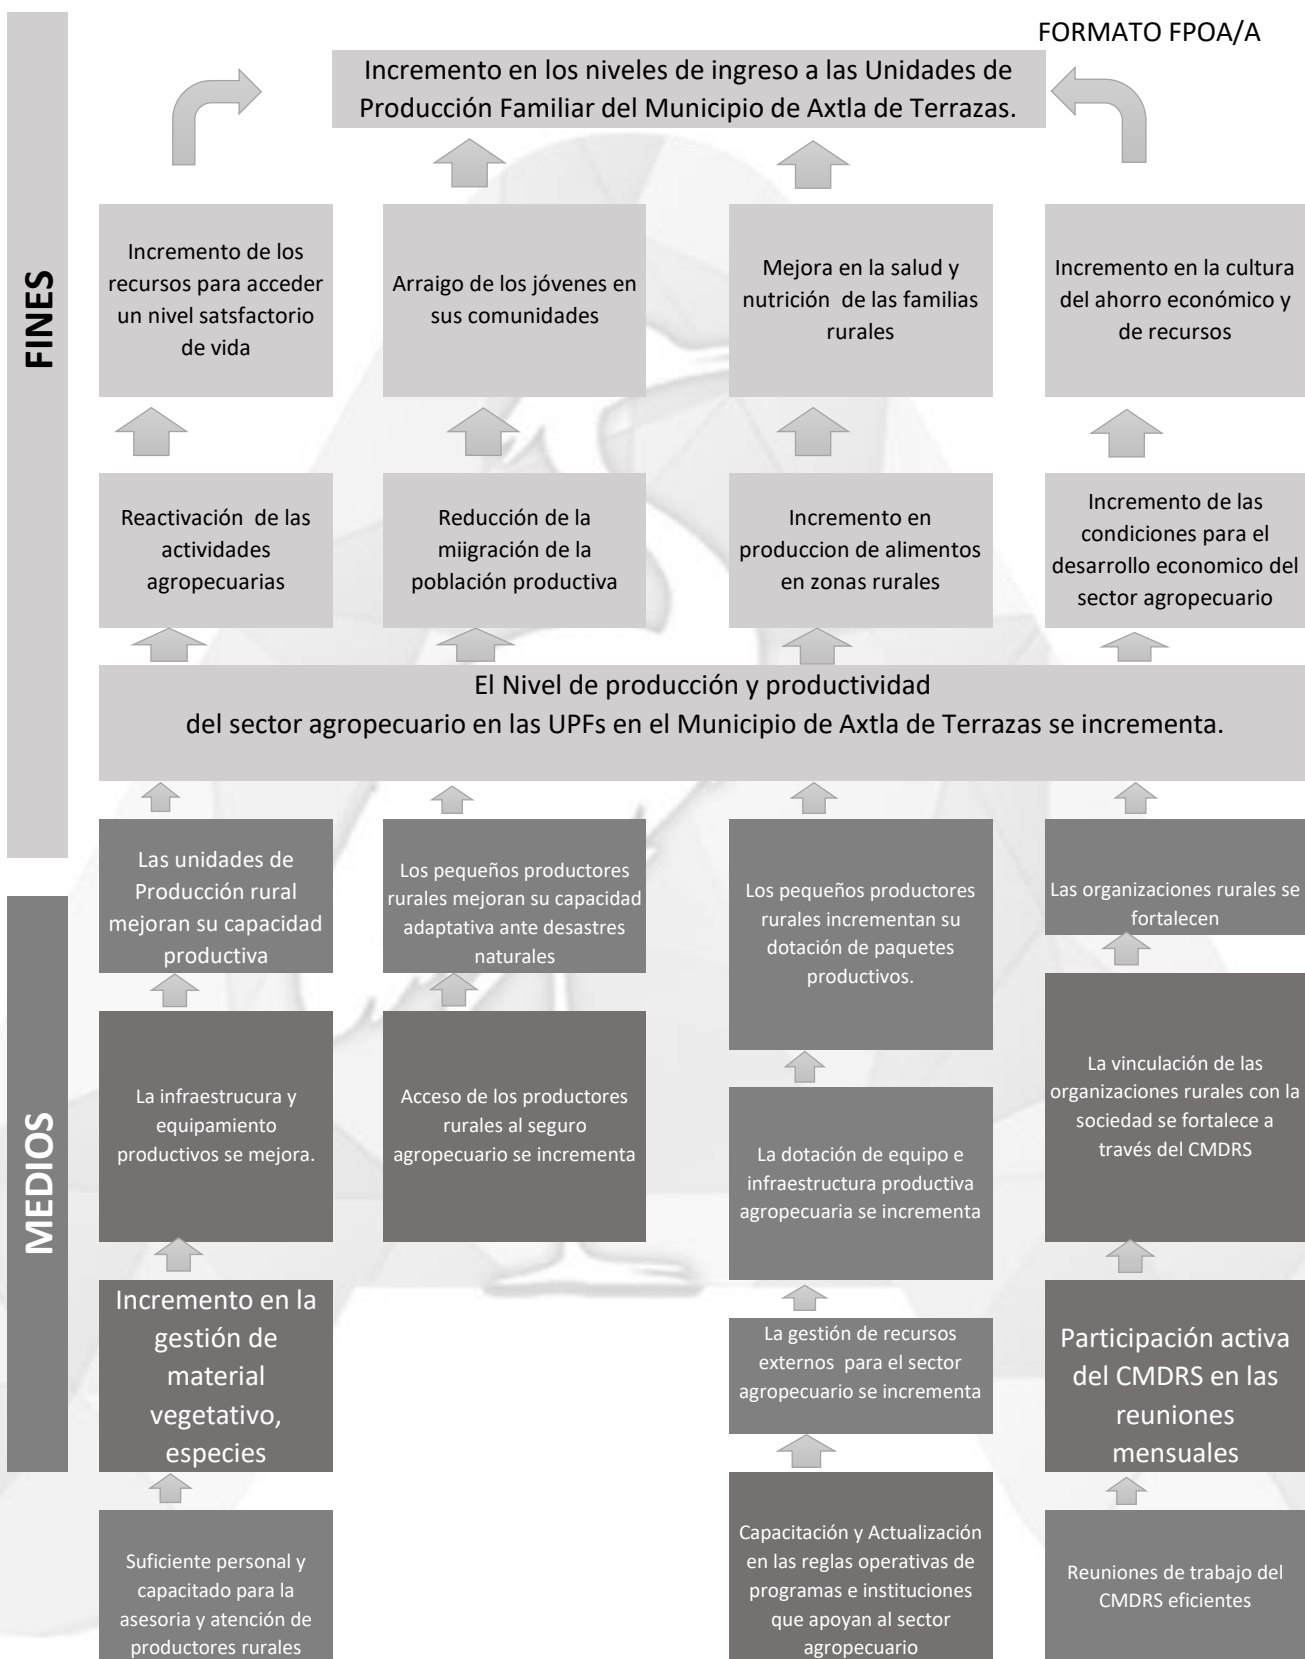 FORMATO FPOA/A
Incremento en los niveles de ingreso a las Unidades de
Producción Familiar del Municipio de Axtla de Terrazas.
FINES
Incremento de los
recursos para acceder
un nivel satsfactorio
de vida
Arraigo de los jóvenes en
sus comunidades
Mejora en la salud y
nutrición de las familias
rurales
Incremento en la cultura
del ahorro económico y
de recursos
Reactivación de las
actividades
agropecuarias
Reducción de la
miigración de la
población productiva
Incremento en
produccion de alimentos
en zonas rurales
Incremento de las
condiciones para el
desarrollo economico del
sector agropecuario
El Nivel de producción y productividad
del sector agropecuario en las UPFs en el Municipio de Axtla de Terrazas se incrementa.
MEDIOS
Las unidades de
Producción rural
mejoran su capacidad
productiva
Los pequeños productores
rurales mejoran su capacidad
adaptativa ante desastres
naturales
Los pequeños productores
rurales incrementan su
dotación de paquetes
productivos.
Las organizaciones rurales se
fortalecen
La infraestrucura y
equipamiento
productivos se mejora.
Acceso de los productores
rurales al seguro
agropecuario se incrementa
La dotación de equipo e
infraestructura productiva
agropecuaria se incrementa
La vinculación de las
organizaciones rurales con la
sociedad se fortalece a
través del CMDRS
Incremento en la
gestión de
material
vegetativo,
especies
La gestión de recursos
externos para el sector
agropecuario se incrementa
Participación activa
del CMDRS en las
reuniones
mensuales
Suficiente personal y
capacitado para la
asesoria y atención de
productores rurales
Capacitación y Actualización
en las reglas operativas de
programas e instituciones
que apoyan al sector
agropecuario
Reuniones de trabajo del
CMDRS eficientes